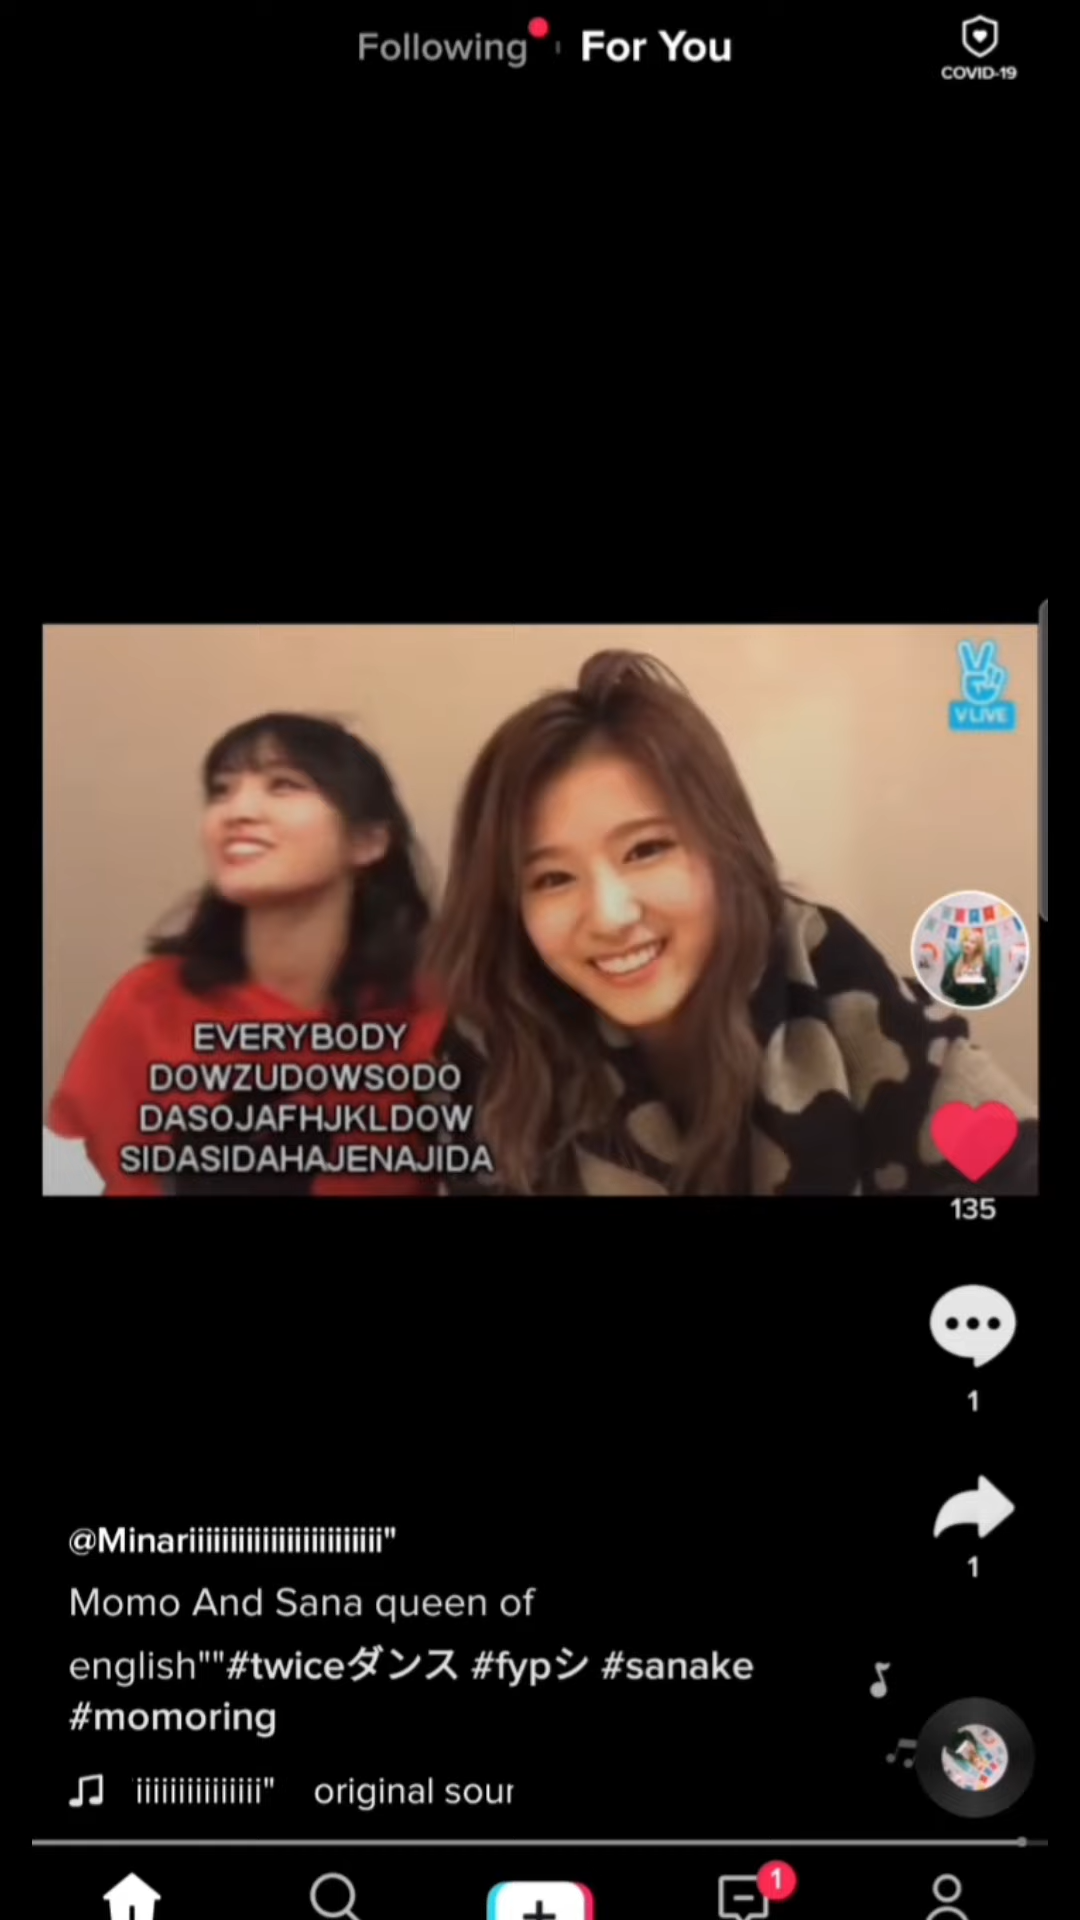 Following
For You
COVID-19
V LIVE
EVERYBODY
DOWZUDOWSODO
DASOJAFHJKLDOW
SIDASIDAHAJENAJIDA
135
1
1
@Minariiiiiiiiiiiiiiiiiiiiiiiii"
Momo And Sana queen of
english""#twiceダンス #fypシ #sanake
#momoring
iiiiiiiiiiiiiii" original sour
1